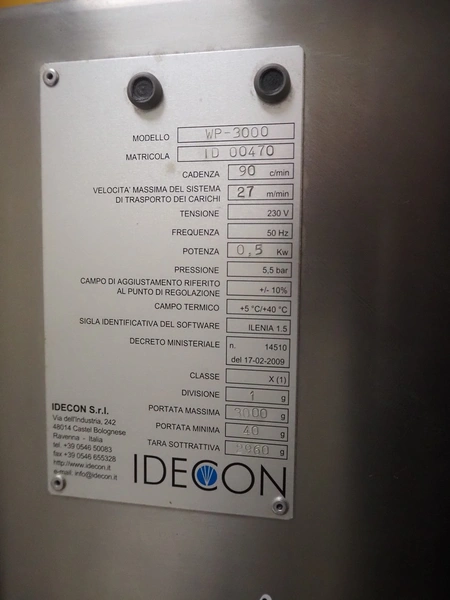 MODELLO WP-3000
MATRICOLA ID 00470
CADENZA 90 c/min
VELOCITA' MASSIMA DEL SISTEMA
DI TRASPORTO DEI CARICHI 27 m/min
TENSIONE 230 V
FREQUENZA 50 Hz
POTENZA 0,5 Kw
PRESSIONE 5,5 bar
CAMPO DI AGGIUSTAMENTO RIFERITO
AL PUNTO DI REGOLAZIONE +/- 10%
CAMPO TERMICO +5 °C/+40 °C
SIGLA IDENTIFICATIVA DEL SOFTWARE ILENIA 1.5
DECRETO MINISTERIALE n. 14510
del 17-02-2009
CLASSE X (1)
DIVISIONE 1 g
PORTATA MASSIMA 3000 g
PORTATA MINIMA 40 g
TARA SOTTRATTIVA 2960 g
IDECON S.r.l.
Via dell'Industria, 242
48014 Castel Bolognese
Ravenna - Italia
tel. +39 0546 50083
fax +39 0546 655328
http://www.idecon.it
e-mail: info@idecon.it
IDECON